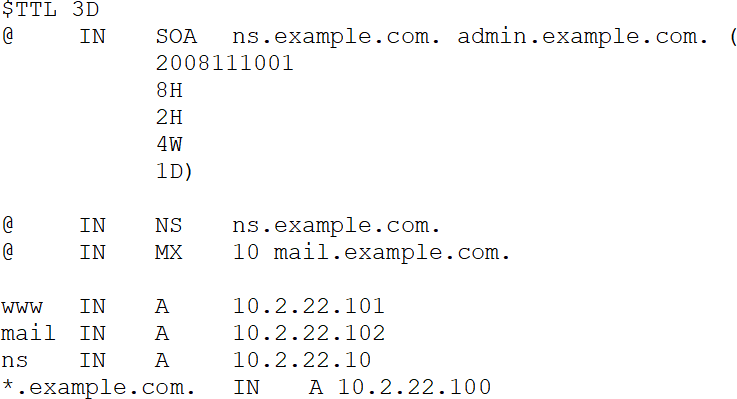 $TTL 3D
@ IN SOA ns.example.com. admin.example.com. (
2008111001
8H
2H
4W
1D)
@ IN NS ns.example.com.
@ IN MX 10 mail.example.com.
www IN A 10.2.22.101
mail IN A 10.2.22.102
ns IN A 10.2.22.10
*.example.com. IN A 10.2.22.100